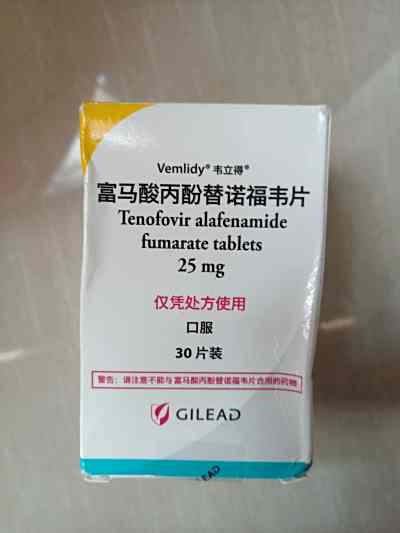 Vemlidy® 韦立得®
富马酸丙酚替诺福韦片
Tenofovir alafenamide
fumarate tablets
25 mg
仅凭处方使用
口服
30 片装
警告：请注意不能与富马酸丙酚替诺福韦片合用的药物
GILEAD
EAD